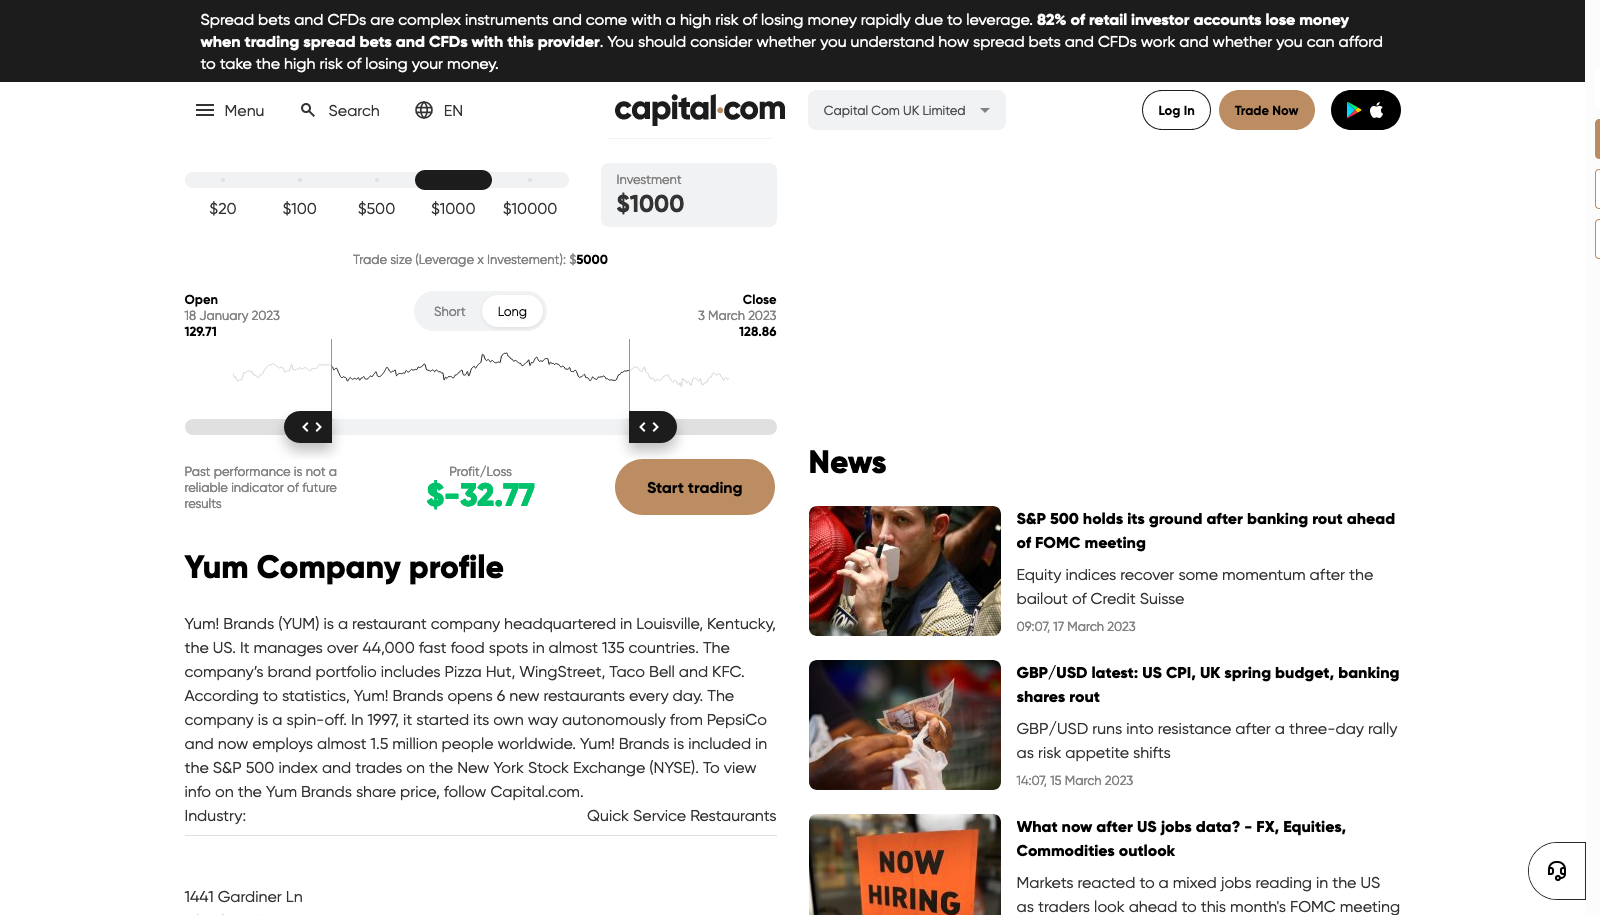 Spread bets and CFDs are complex instruments and come with a high risk of losing money rapidly due to leverage. 82% of retail investor accounts lose money
when trading spread bets and CFDs with this provider. You should consider whether you understand how spread bets and CFDs work and whether you can afford
to take the high risk of losing your money.
Menu
Search
EN
capital.com
Capital Com UK Limited
Log In
Trade Now
$20
$100
$500
$1000
$10000
Investment
$1000
Trade size (Leverage x Investement): $5000
Open
18 January 2023
129.71
Short
Long
Close
3 March 2023
128.86
Past performance is not a
reliable indicator of future
results
Profit/Loss
$-32.77
Start trading
Yum Company profile
Yum! Brands (YUM) is a restaurant company headquartered in Louisville, Kentucky,
the US. It manages over 44,000 fast food spots in almost 135 countries. The
company’s brand portfolio includes Pizza Hut, WingStreet, Taco Bell and KFC.
According to statistics, Yum! Brands opens 6 new restaurants every day. The
company is a spin-off. In 1997, it started its own way autonomously from PepsiCo
and now employs almost 1.5 million people worldwide. Yum! Brands is included in
the S&P 500 index and trades on the New York Stock Exchange (NYSE). To view
info on the Yum Brands share price, follow Capital.com.
Industry:
Quick Service Restaurants
1441 Gardiner Ln
News
S&P 500 holds its ground after banking rout ahead
of FOMC meeting
Equity indices recover some momentum after the
bailout of Credit Suisse
09:07, 17 March 2023
GBP/USD latest: US CPI, UK spring budget, banking
shares rout
GBP/USD runs into resistance after a three-day rally
as risk appetite shifts
14:07, 15 March 2023
NOW
HIRING
What now after US jobs data? - FX, Equities,
Commodities outlook
Markets reacted to a mixed jobs reading in the US
as traders look ahead to this month's FOMC meeting